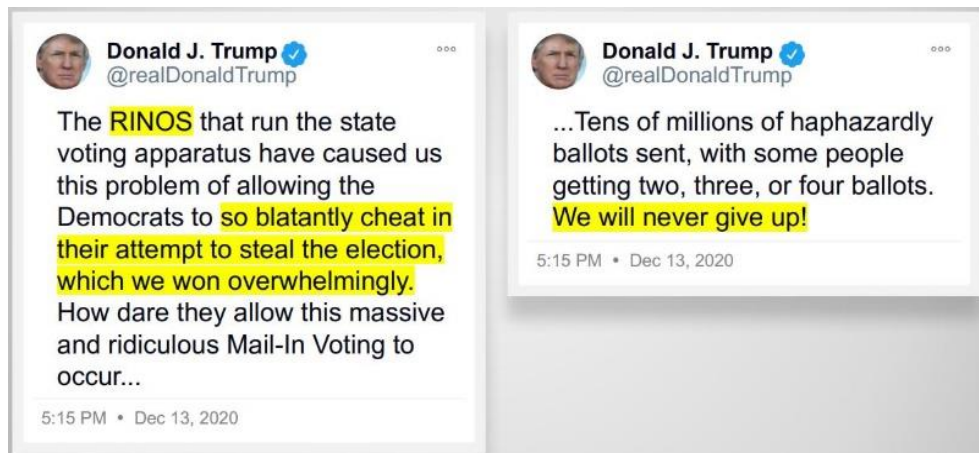 Donald J. Trump
@realDonaldTrump
The RINOS that run the state
voting apparatus have caused us
this problem of allowing the
Democrats to so blatantly cheat in
their attempt to steal the election,
which we won overwhelmingly.
How dare they allow this massive
and ridiculous Mail-In Voting to
occur...
5:15 PM • Dec 13, 2020
Donald J. Trump
@realDonaldTrump
...Tens of millions of haphazardly
ballots sent, with some people
getting two, three, or four ballots.
We will never give up!
5:15 PM • Dec 13, 2020